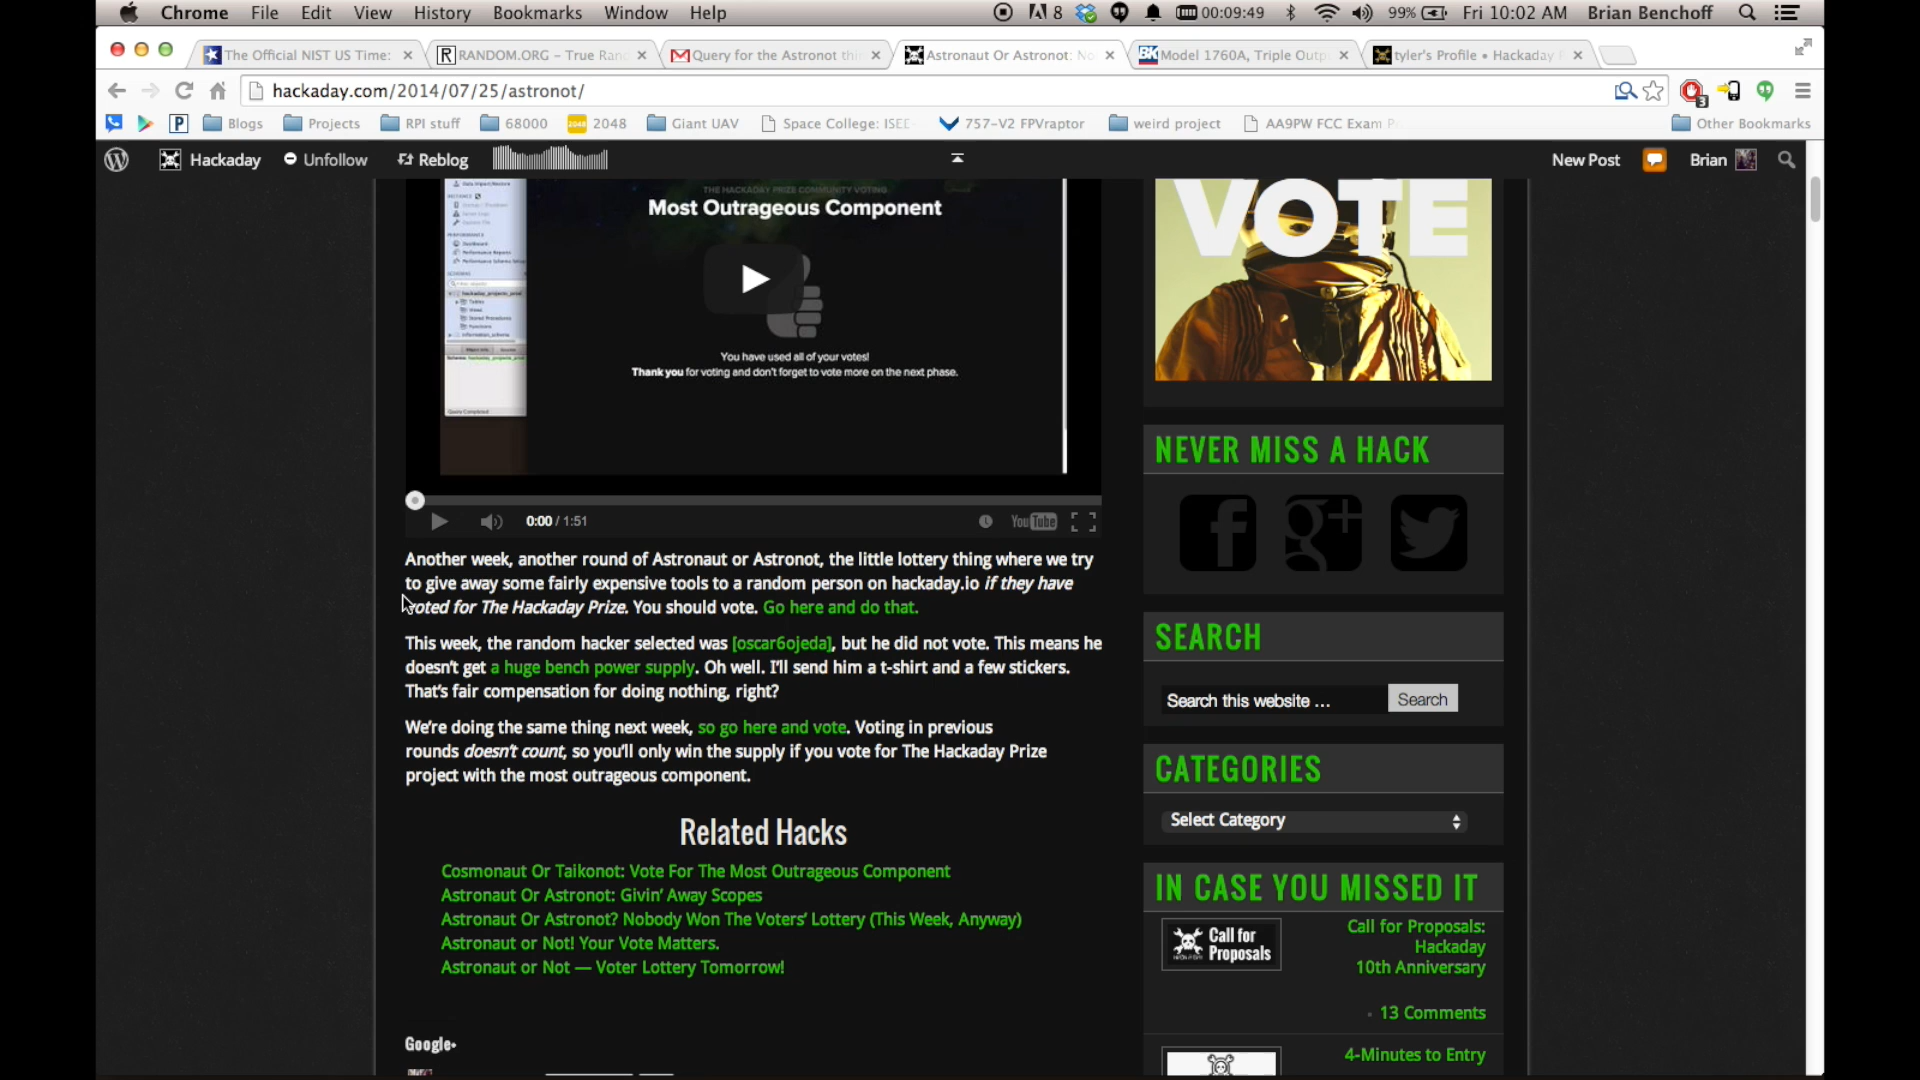 Chrome File Edit View History Bookmarks Window Help 8 00:09:49 99% Fri 10:02 AM Brian Benchoff
The Official NIST US Time: RANDOM.ORG - True Ran Query for the Astronot thi Astronaut Or Astronot: No Model 1760A, Triple Outp tyler's Profile • Hackaday
hackaday.com/2014/07/25/astronot/ 3
Blogs Projects RPI stuff 68000 2048 Giant UAV Space College: ISEE- 757-V2 FPVraptor weird project AA9PW FCC Exam P Other Bookmarks
Hackaday Unfollow Reblog New Post Brian
THE HACKADAY PRIZE COMMUNITY VOTING
Most Outrageous Component
You have used all of your votes!
Thank you for voting and don't forget to vote more on the next phase.
0:00 / 1:51 YouTube
Another week, another round of Astronaut or Astronot, the little lottery thing where we try
to give away some fairly expensive tools to a random person on hackaday.io if they have
voted for The Hackaday Prize. You should vote. Go here and do that.
This week, the random hacker selected was [oscar6ojeda], but he did not vote. This means he
doesn't get a huge bench power supply. Oh well. I'll send him a t-shirt and a few stickers.
That's fair compensation for doing nothing, right?
We're doing the same thing next week, so go here and vote. Voting in previous
rounds doesn't count, so you'll only win the supply if you vote for The Hackaday Prize
project with the most outrageous component.
Related Hacks
Cosmonaut Or Taikonot: Vote For The Most Outrageous Component
Astronaut Or Astronot: Givin' Away Scopes
Astronaut Or Astronot? Nobody Won The Voters' Lottery (This Week, Anyway)
Astronaut or Not! Your Vote Matters.
Astronaut or Not — Voter Lottery Tomorrow!
Google+
VOTE
NEVER MISS A HACK
SEARCH
Search this website ... Search
CATEGORIES
Select Category
IN CASE YOU MISSED IT
Call for
Proposals
Call for Proposals:
Hackaday
10th Anniversary
13 Comments
4-Minutes to Entry